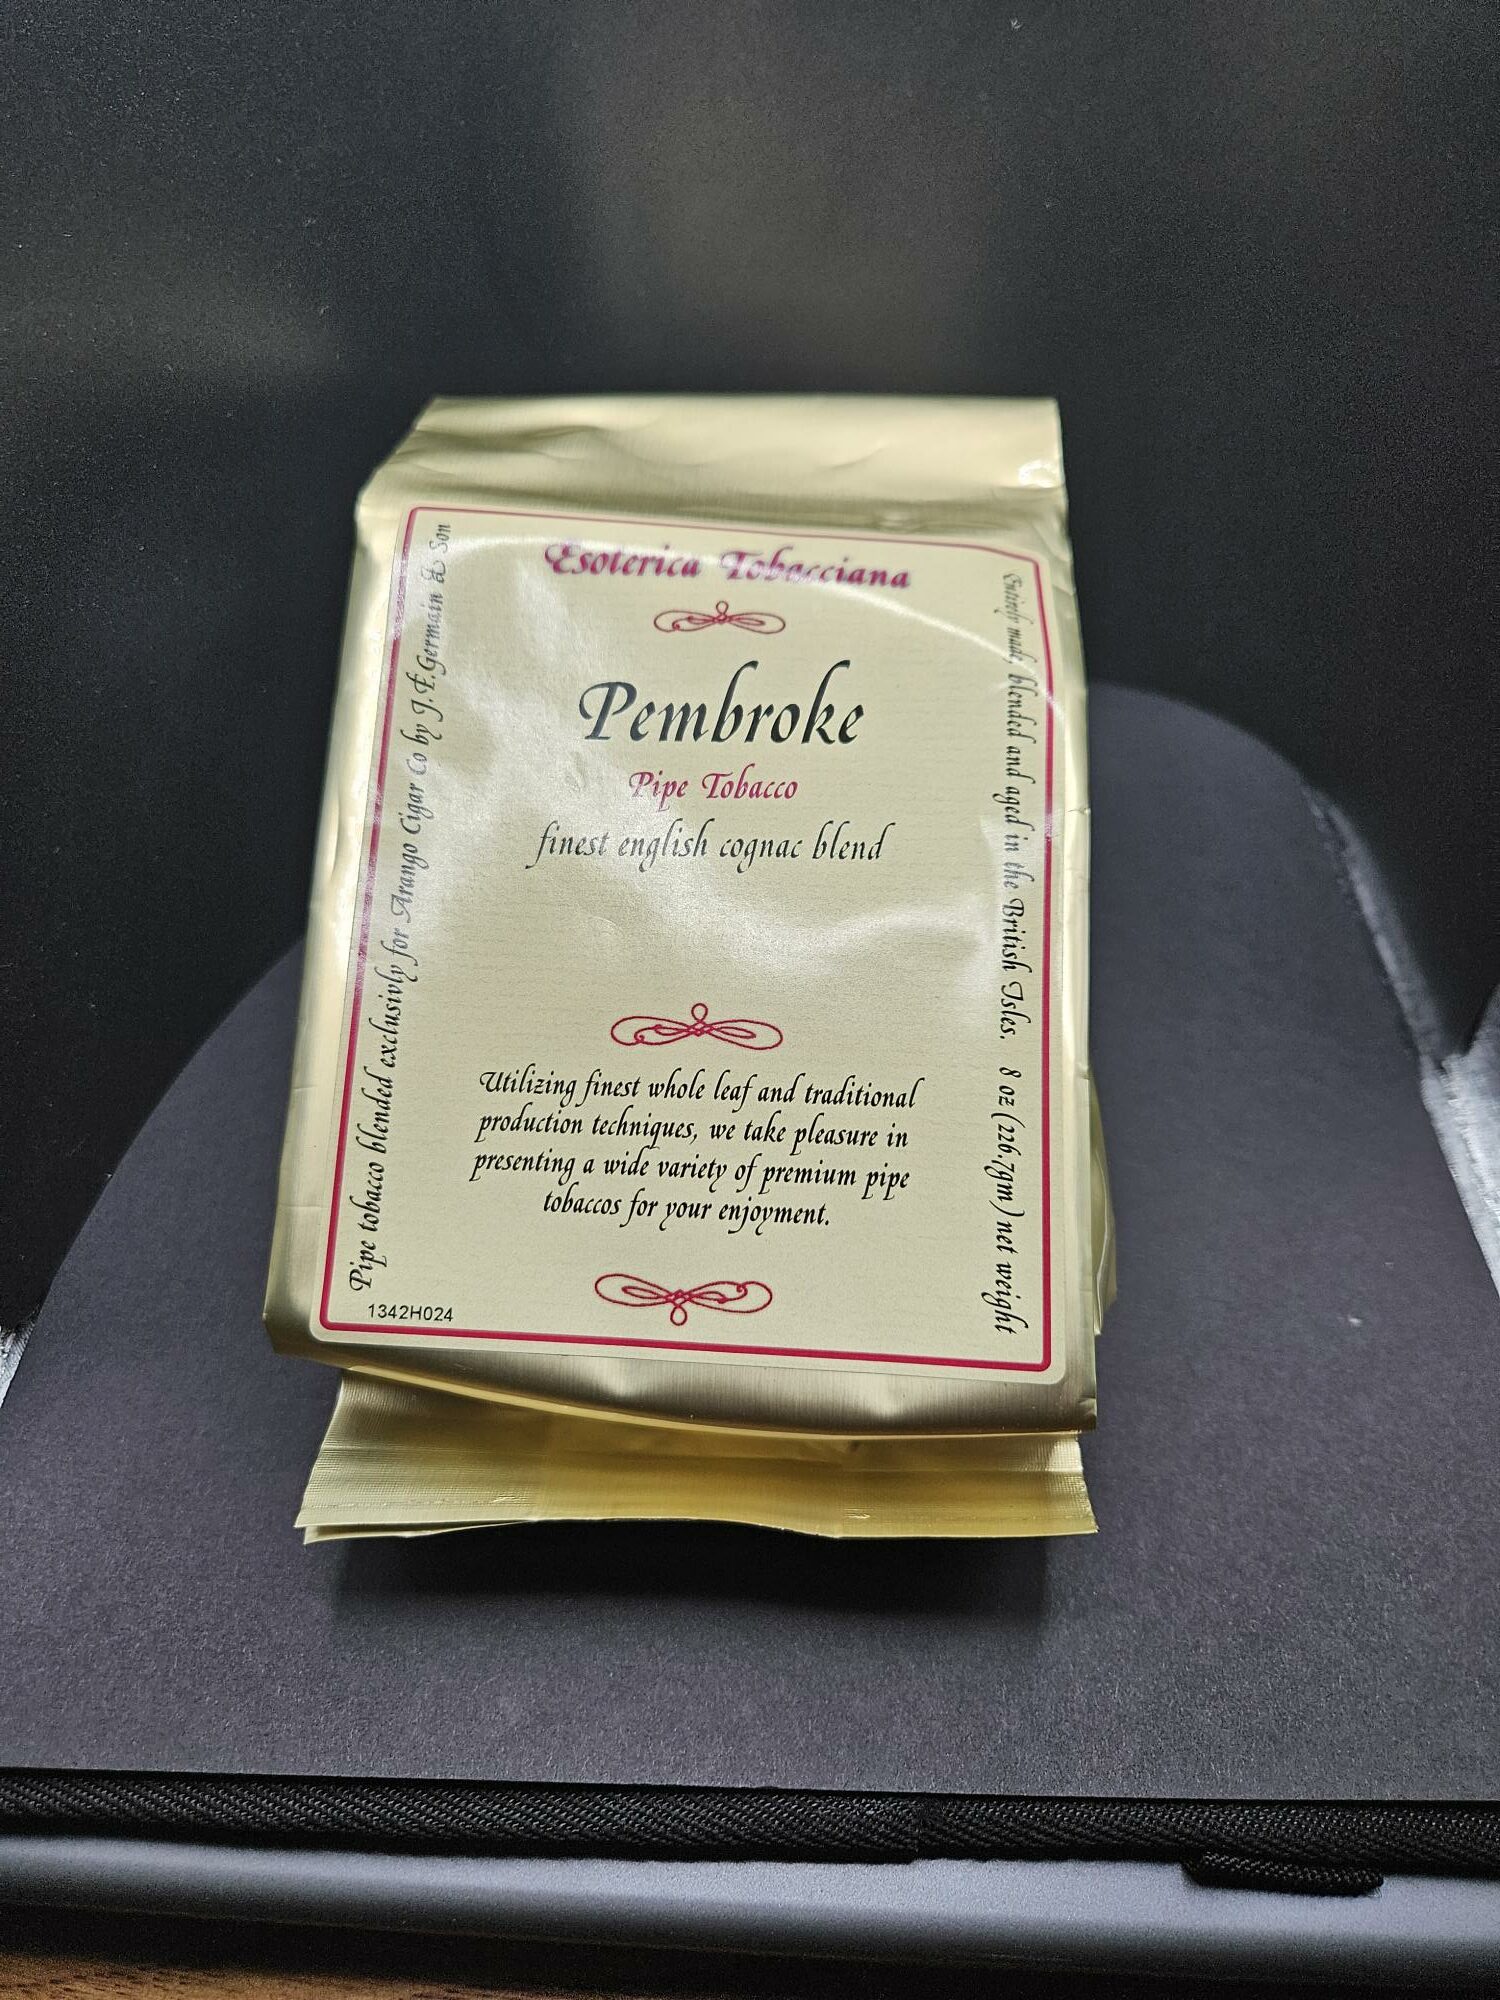 Esoterica Tobacciana
Pembroke
Pipe Tobacco
finest english cognac blend
Utilizing finest whole leaf and traditional
production techniques, we take pleasure in
presenting a wide variety of premium pipe
tobaccos for your enjoyment.
Pipe tobacco blended exclusivly for Arango Cigar Co by J.F.Germain & Son
Entirely made, blended and aged in the British Isles. 8 oz (226.7gm) net weight
1342H024